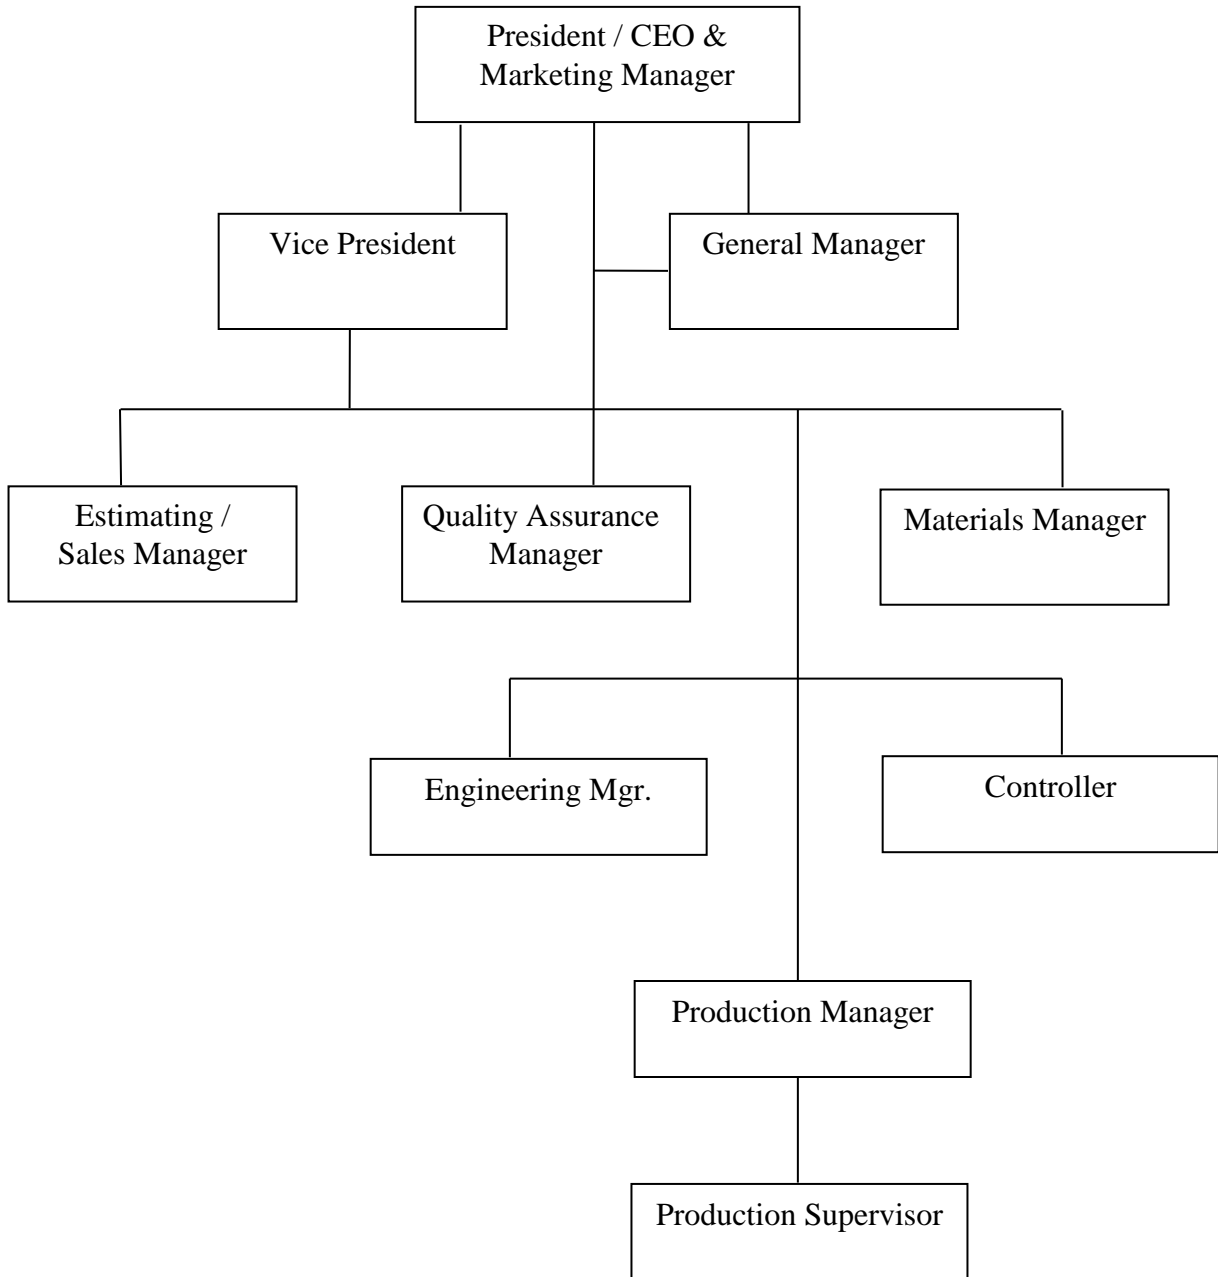 President / CEO &
Marketing Manager
Vice President
General Manager
Estimating /
Sales Manager
Quality Assurance
Manager
Materials Manager
Engineering Mgr.
Controller
Production Manager
Production Supervisor